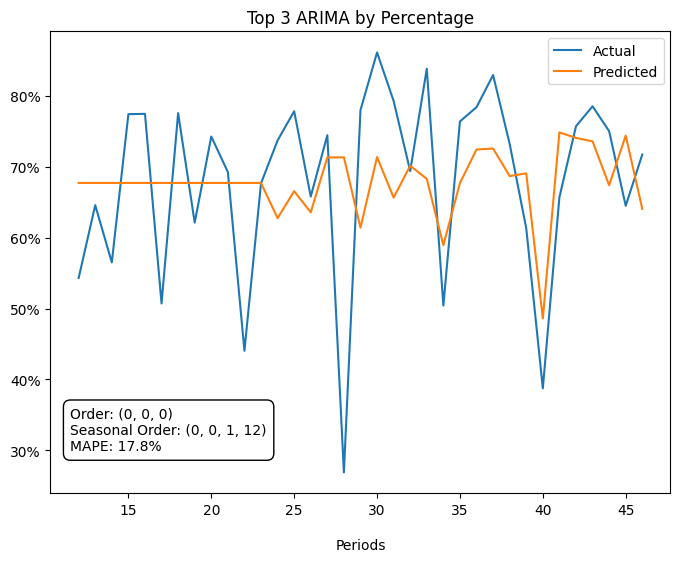 Top 3 ARIMA by Percentage
Actual
Predicted
80%
70%
60%
50%
40%
30%
Order: (0, 0, 0)
Seasonal Order: (0, 0, 1, 12)
MAPE: 17.8%
15 20 25 30 35 40 45
Periods